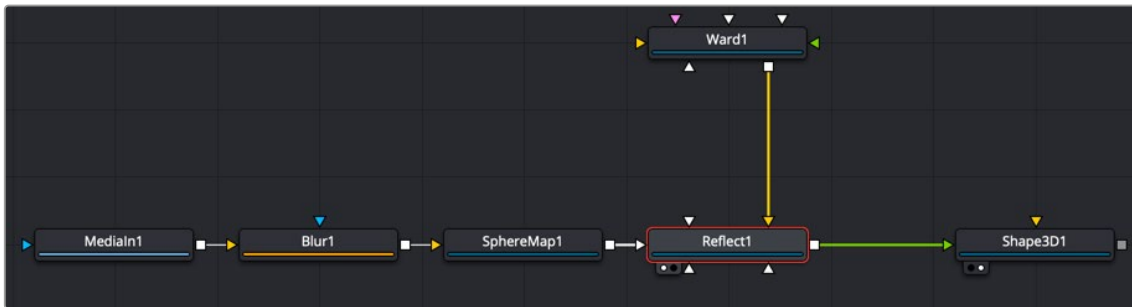 Ward1
MediaIn1
Blur1
SphereMap1
Reflect1
Shape3D1